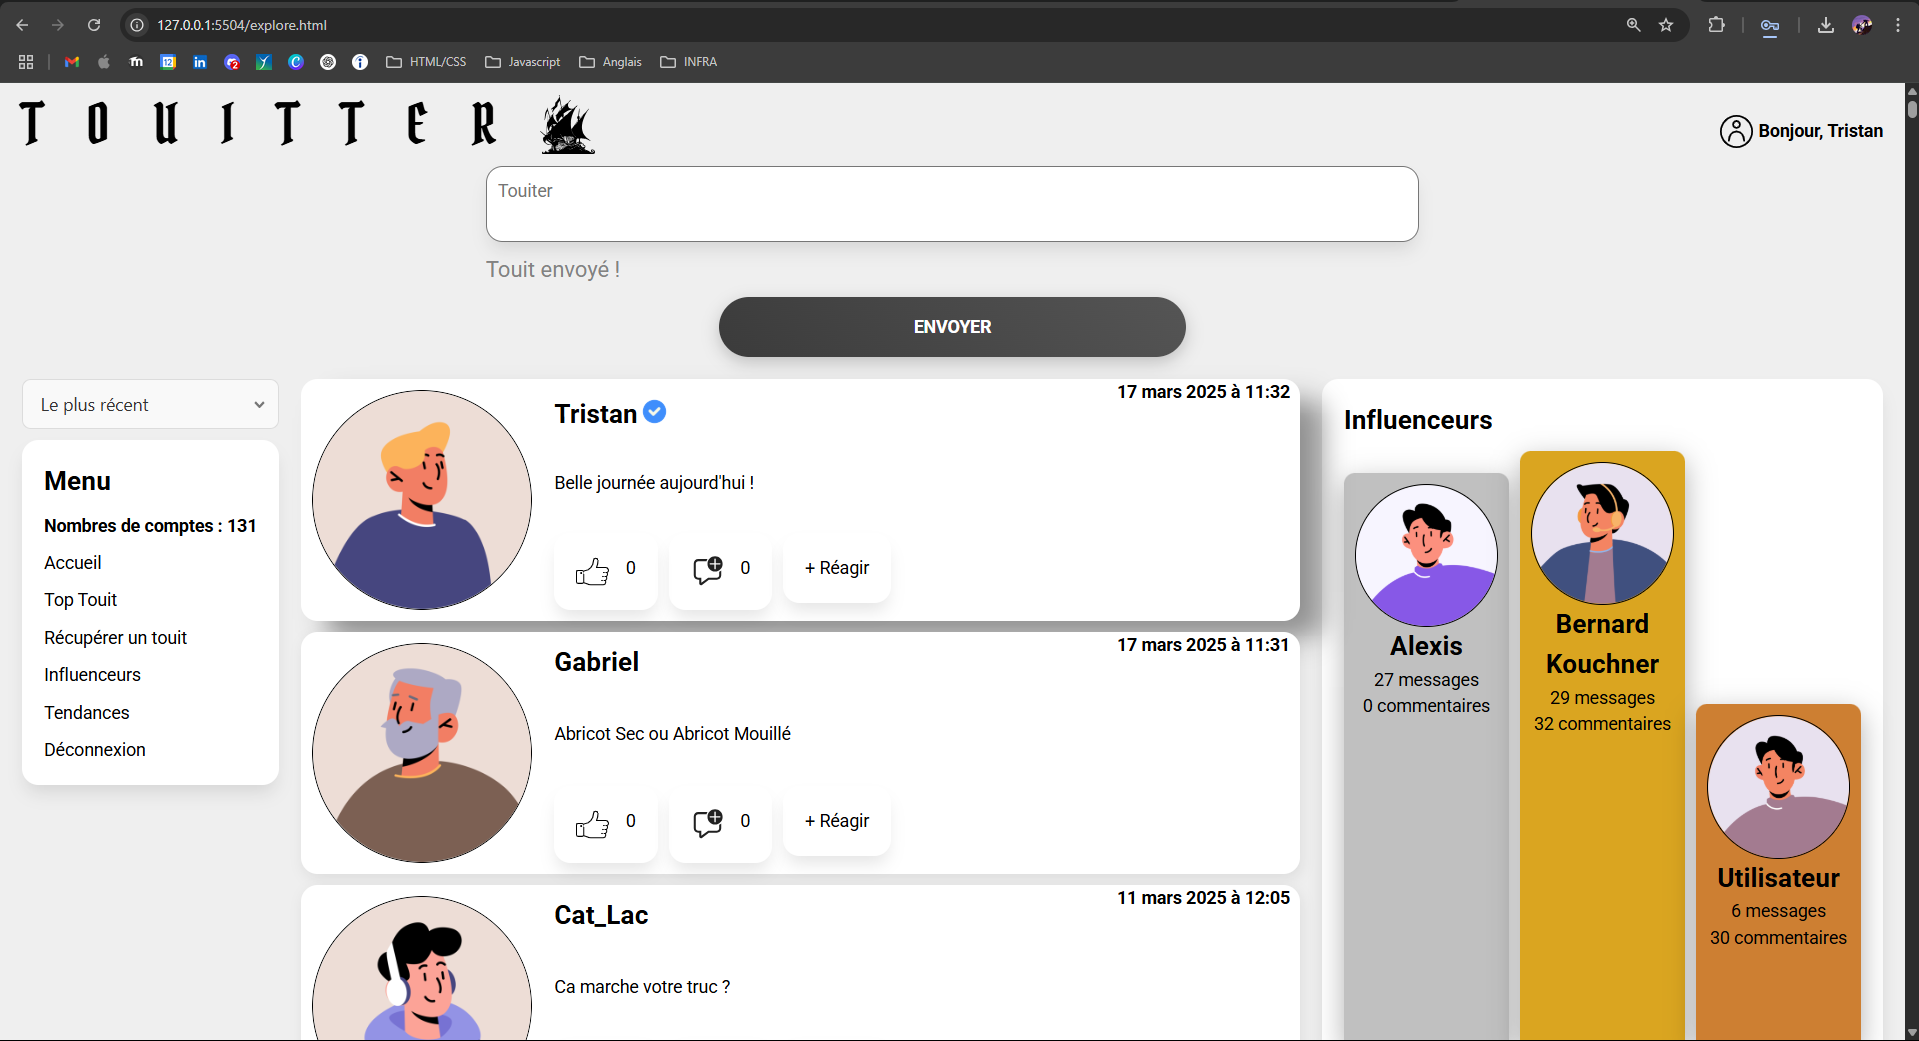 127.0.0.1:5504/explore.html
HTML/CSS
Javascript
Anglais
INFRA
TOUITTER
Bonjour, Tristan
Touiter
Touit envoyé !
ENVOYER
Le plus récent
Menu
Nombres de comptes : 131
Accueil
Top Touit
Récupérer un touit
Influenceurs
Tendances
Déconnexion
17 mars 2025 à 11:32
Tristan
Belle journée aujourd'hui !
0
0
+ Réagir
17 mars 2025 à 11:31
Gabriel
Abricot Sec ou Abricot Mouillé
0
0
+ Réagir
11 mars 2025 à 12:05
Cat_Lac
Ca marche votre truc ?
Influenceurs
Alexis
27 messages
0 commentaires
Bernard
Kouchner
29 messages
32 commentaires
Utilisateur
6 messages
30 commentaires